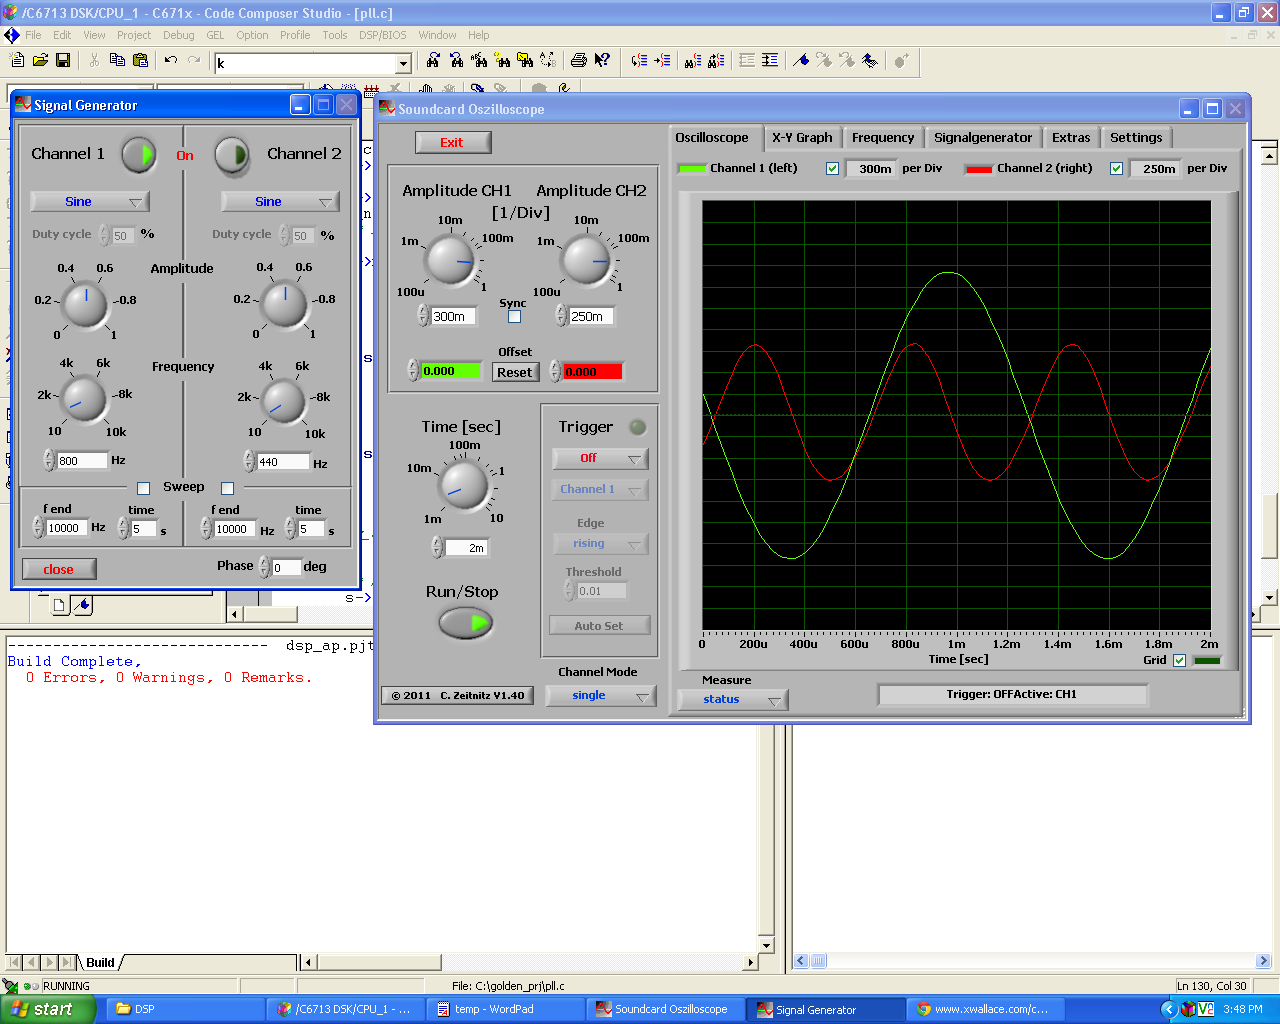 /C6713 DSK/CPU_1 - C671x - Code Composer Studio - [pll.c]
File Edit View Project Debug GEL Option Profile Tools DSP/BIOS Window Help
k
Signal Generator
Channel 1 On Channel 2
Sine Sine
Duty cycle 50 % Duty cycle 50 %
Amplitude
0.4 0.6 0.4 0.6
0.2 0.8 0.2 0.8
0 1 0 1
Frequency
4k 6k 4k 6k
2k 8k 2k 8k
10 10k 10 10k
800 Hz 440 Hz
Sweep
f end time f end time
10000 Hz 5 s 10000 Hz 5 s
close Phase 0 deg
Soundcard Oszilloscope
Exit
Amplitude CH1 Amplitude CH2
[1/Div]
10m 10m
1m 100m 1m 100m
100u 1 100u 1
Sync
300m 250m
Offset
0.000 Reset 0.000
Time [sec]
100m
10m 1
1m 10
2m
Run/Stop
© 2011 C. Zeitnitz V1.40
Trigger
Off
Channel 1
Edge
rising
Threshold
0.01
Auto Set
Channel Mode
single
Oscilloscope X-Y Graph Frequency Signalgenerator Extras Settings
Channel 1 (left) 300m per Div Channel 2 (right) 250m per Div
0 200u 400u 600u 800u 1m 1.2m 1.4m 1.6m 1.8m 2m
Time [sec]
Grid
Measure
status
Trigger: OFFActive: CH1
s->
---------------------------- dsp_ap.pjt
Build Complete,
0 Errors, 0 Warnings, 0 Remarks.
Build
RUNNING File: C:\golden_prj\pll.c Ln 130, Col 30
start DSP /C6713 DSK/CPU_1 - ... temp - WordPad Soundcard Oszilloscope Signal Generator www.xwallace.com/c... 3:48 PM